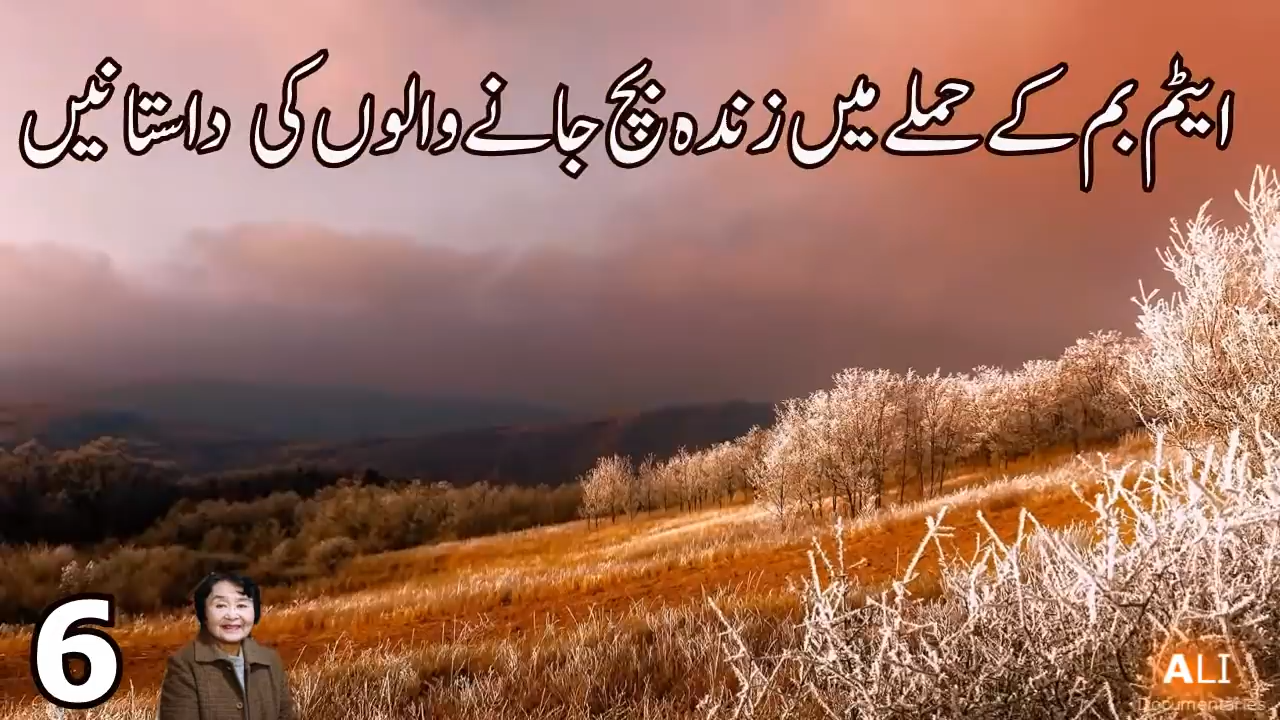 ایٹم بم کے حملے میں زندہ بچ جانے والوں کی داستانیں
6
ALI
Documentaries